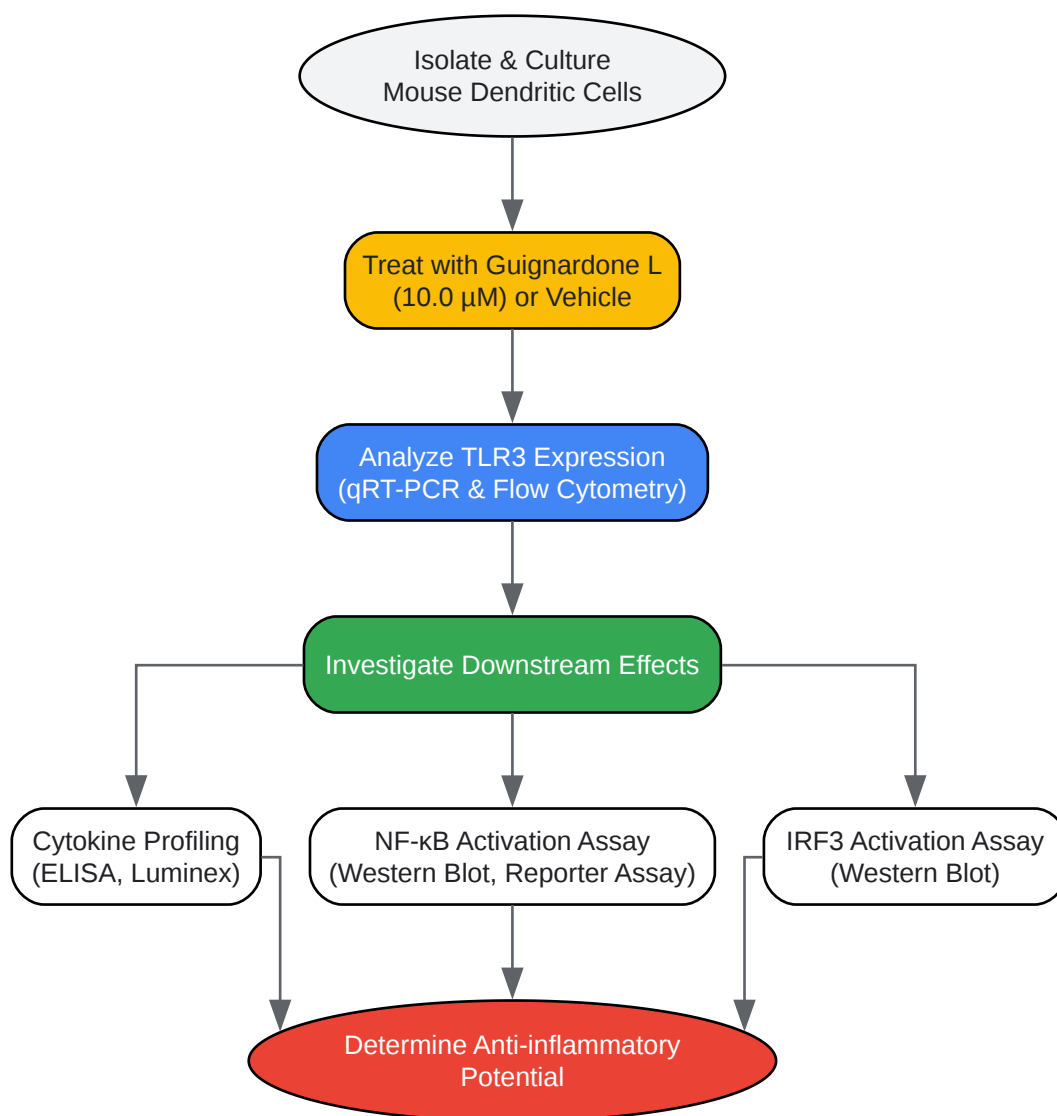 Isolate & Culture
Mouse Dendritic Cells
Treat with Guignardone L
(10.0 µM) or Vehicle
Analyze TLR3 Expression
(qRT-PCR & Flow Cytometry)
Investigate Downstream Effects
Cytokine Profiling
(ELISA, Luminex)
NF-κB Activation Assay
(Western Blot, Reporter Assay)
IRF3 Activation Assay
(Western Blot)
Determine Anti-inflammatory
Potential